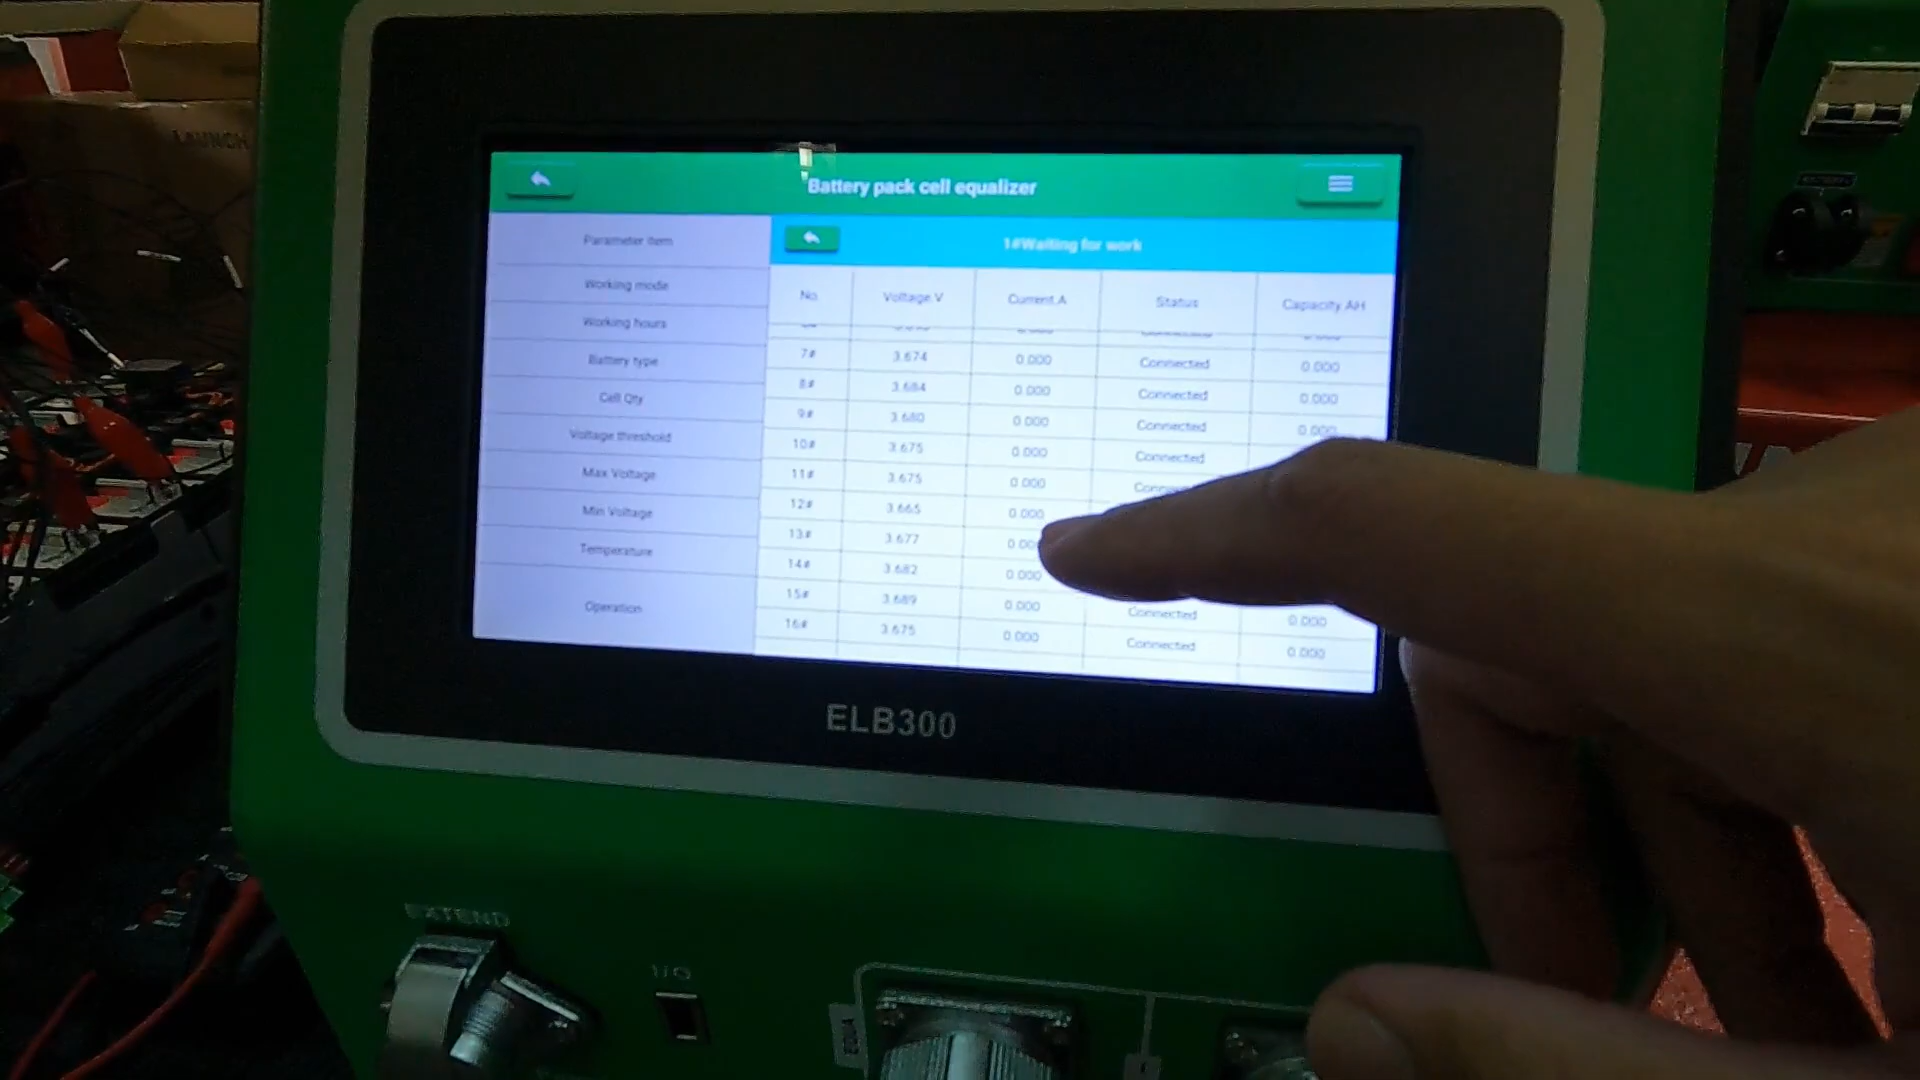 LAUNCH
Battery pack cell equalizer
Parameter item
Working mode
Working hours
Battery type
Cell Qty
Voltage threshold
Max Voltage
Min Voltage
Temperature
Operation
1#Waiting for work
No. Voltage.V Current.A Status Capacity AH
7# 3.674 0.000 Connected 0.000
8# 3.684 0.000 Connected 0.000
9# 3.680 0.000 Connected 0.000
10# 3.675 0.000 Connected
11# 3.675 0.000
12# 3.665 0.000
13# 3.677
14# 3.682 0.000
15# 3.689 0.000 Connected 0.000
16# 3.675 0.000 Connected 0.000
ELB300
EXTEND